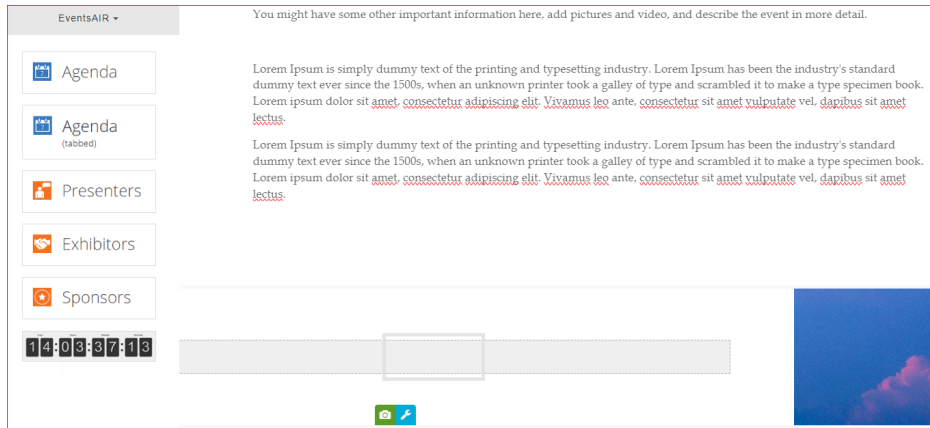 EventsAIR
You might have some other important information here, add pictures and video, and describe the event in more detail.
Agenda
Lorem Ipsum is simply dummy text of the printing and typesetting industry. Lorem Ipsum has been the industry's standard
dummy text ever since the 1500s, when an unknown printer took a galley of type and scrambled it to make a type specimen book.
Lorem ipsum dolor sit amet, consectetur adipiscing elit. Vivamus leo ante, consectetur sit amet vulputate vel, dapibus sit amet
lectus.
Agenda
(tabbed)
Lorem Ipsum is simply dummy text of the printing and typesetting industry. Lorem Ipsum has been the industry's standard
dummy text ever since the 1500s, when an unknown printer took a galley of type and scrambled it to make a type specimen book.
Lorem ipsum dolor sit amet, consectetur adipiscing elit. Vivamus leo ante, consectetur sit amet vulputate vel, dapibus sit amet
lectus.
Presenters
Exhibitors
Sponsors
14:03:37:13